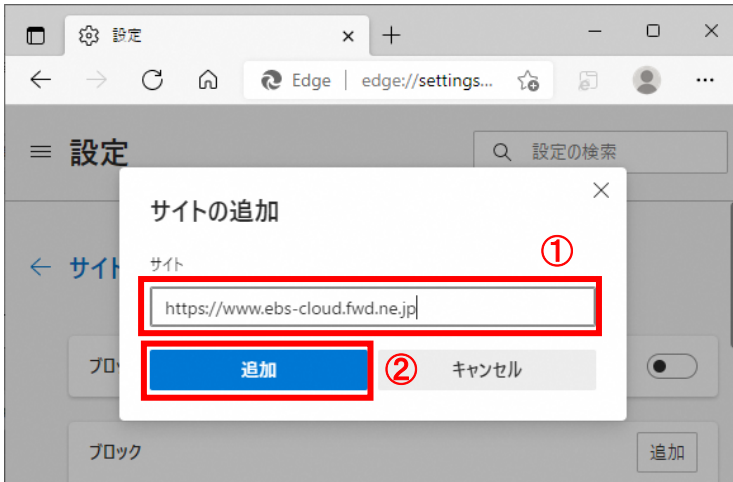 設定
Edge
edge://settings...
設定
設定の検索
サイトの追加
サイト
サイト
①
https://www.ebs-cloud.fwd.ne.jp
追加
②
キャンセル
ブロ
ブロック
追加